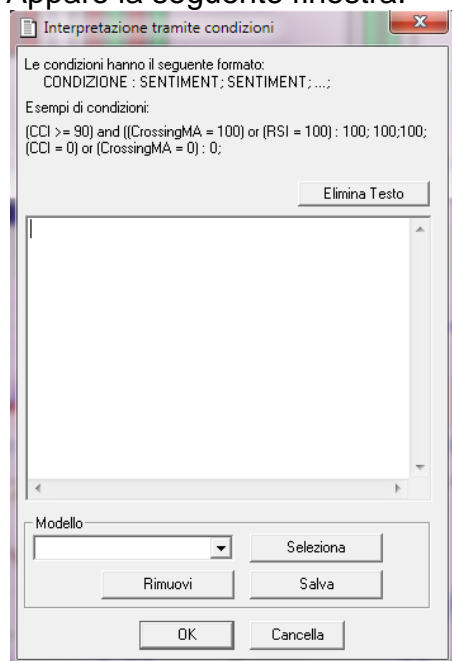 Appare la seguente finestra:
Interpretazione tramite condizioni
Le condizioni hanno il seguente formato:
CONDIZIONE : SENTIMENT; SENTIMENT; ...;
Esempi di condizioni:
(CCI >= 90) and ((CrossingMA = 100) or (RSI = 100) : 100; 100;100;
(CCI = 0) or (CrossingMA = 0) : 0;
Elimina Testo
Modello
Seleziona
Rimuovi
Salva
OK
Cancella